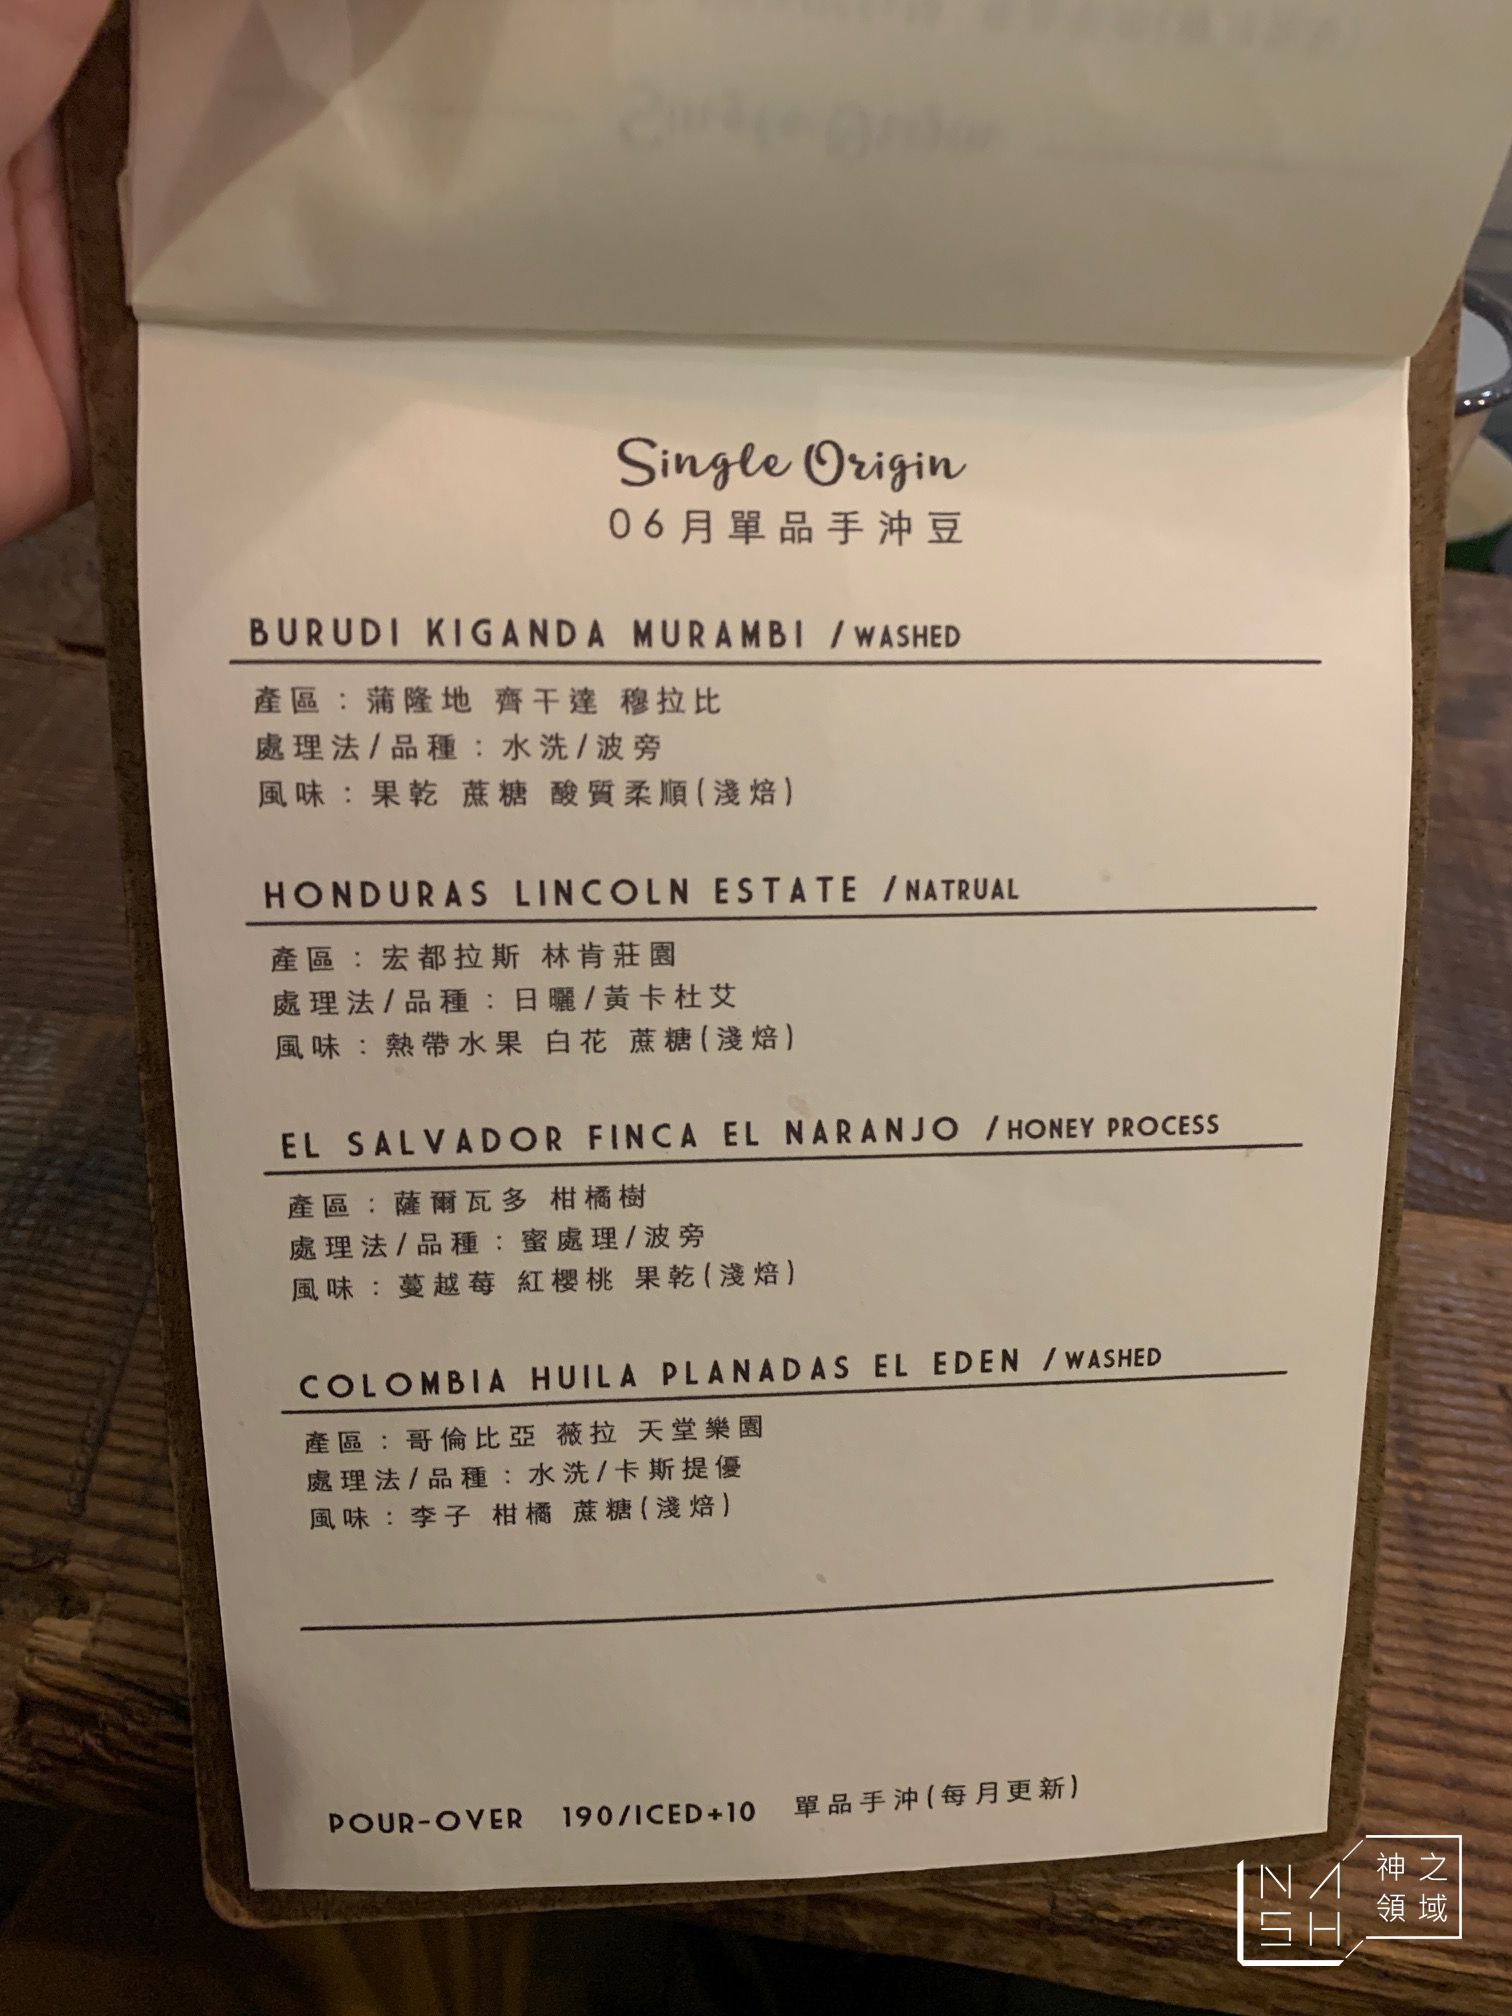 Single Origin
06月單品手沖豆
BURUDI KIGANDA MURAMBI /WASHED
產區：蒲隆地 齊干達 穆拉比
處理法/品種：水洗/波旁
風味：果乾 蔗糖 酸質柔順(淺焙)
HONDURAS LINCOLN ESTATE /NATRUAL
產區：宏都拉斯 林肯莊園
處理法/品種：日曬/黃卡杜艾
風味：熱帶水果 白花 蔗糖(淺焙)
EL SALVADOR FINCA EL NARANJO /HONEY PROCESS
產區：薩爾瓦多 柑橘樹
處理法/品種：蜜處理/波旁
風味：蔓越莓 紅櫻桃 果乾(淺焙)
COLOMBIA HUILA PLANADAS EL EDEN /WASHED
產區：哥倫比亞 薇拉 天堂樂園
處理法/品種：水洗/卡斯提優
風味：李子 柑橘 蔗糖(淺焙)
POUR-OVER 190/ICED+10 單品手沖(每月更新)
NASH 神之領域